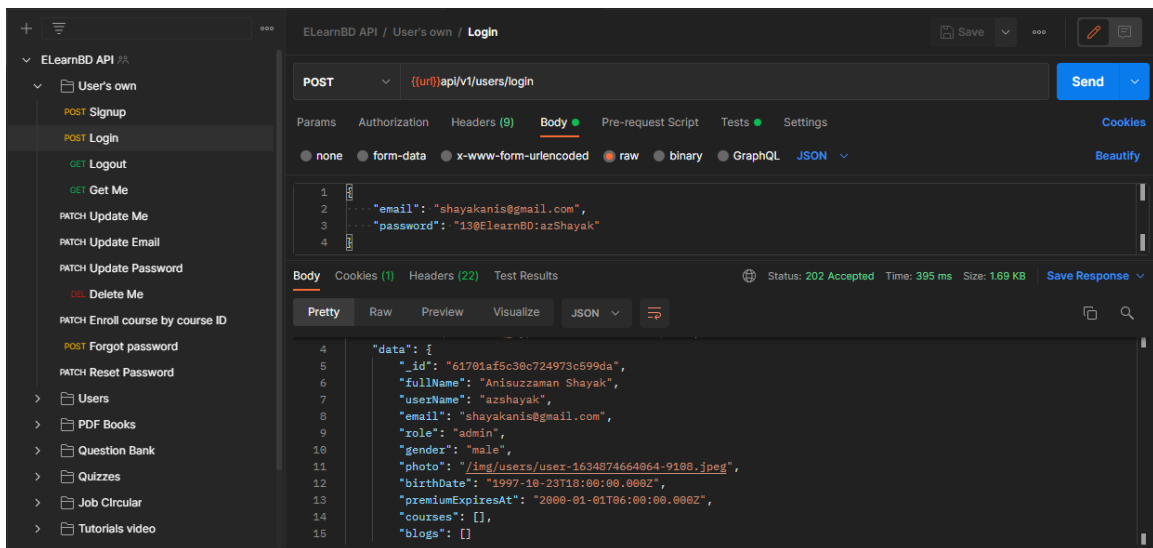 ELearnBD API / User's own / Login
Save
ELearnBD API
User's own
POST Signup
POST Login
GET Logout
GET Get Me
PATCH Update Me
PATCH Update Email
PATCH Update Password
DEL Delete Me
PATCH Enroll course by course ID
POST Forgot password
PATCH Reset Password
Users
PDF Books
Question Bank
Quizzes
Job CIrcular
Tutorials video
POST {{url}}api/v1/users/login Send
Params Authorization Headers (9) Body Pre-request Script Tests Settings Cookies
none form-data x-www-form-urlencoded raw binary GraphQL JSON Beautify
1 {
2 ····"email":·"shayakanis@gmail.com",
3 ····"password":·"13@ElearnBD:azShayak"
4 }
Body Cookies (1) Headers (22) Test Results Status: 202 Accepted Time: 395 ms Size: 1.69 KB Save Response
Pretty Raw Preview Visualize JSON
4 "data": {
5 "_id": "61701af5c30c724973c599da",
6 "fullName": "Anisuzzaman Shayak",
7 "userName": "azshayak",
8 "email": "shayakanis@gmail.com",
9 "role": "admin",
10 "gender": "male",
11 "photo": "/img/users/user-1634874664064-9108.jpeg",
12 "birthDate": "1997-10-23T18:00:00.000Z",
13 "premiumExpiresAt": "2000-01-01T06:00:00.000Z",
14 "courses": [],
15 "blogs": []